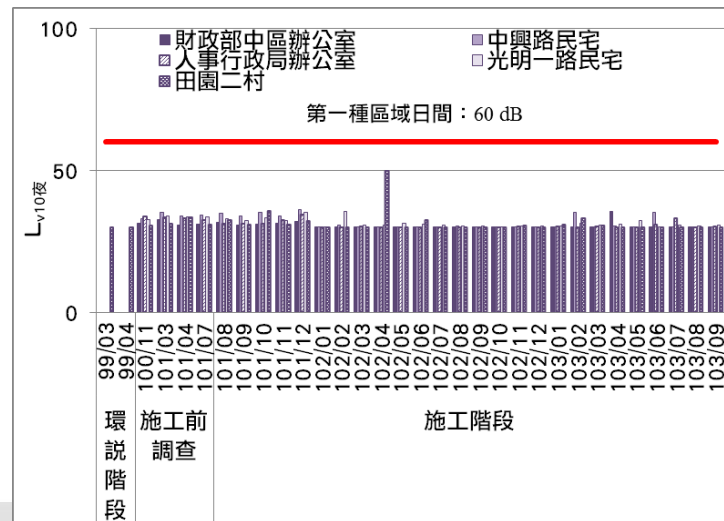 100
財政部中區辦公室
中興路民宅
人事行政局辦公室
光明一路民宅
田園二村
第一種區域日間：60 dB
50
Lv10夜
0
99/03
99/04
100/11
101/03
101/04
101/07
101/08
101/09
101/10
101/11
101/12
102/01
102/02
102/03
102/04
102/05
102/06
102/07
102/08
102/09
102/10
102/11
102/12
103/01
103/02
103/03
103/04
103/05
103/06
103/07
103/08
103/09
環
説
階
段
施工前
調查
施工階段